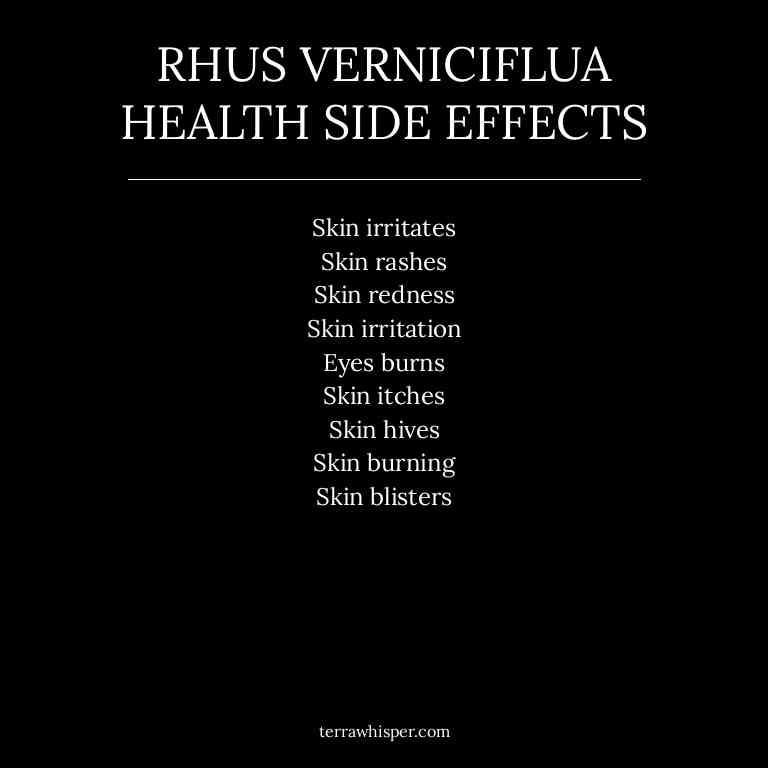 RHUS VERNICIFLUA
HEALTH SIDE EFFECTS
Skin irritates
Skin rashes
Skin redness
Skin irritation
Eyes burns
Skin itches
Skin hives
Skin burning
Skin blisters
terrawhisper.com